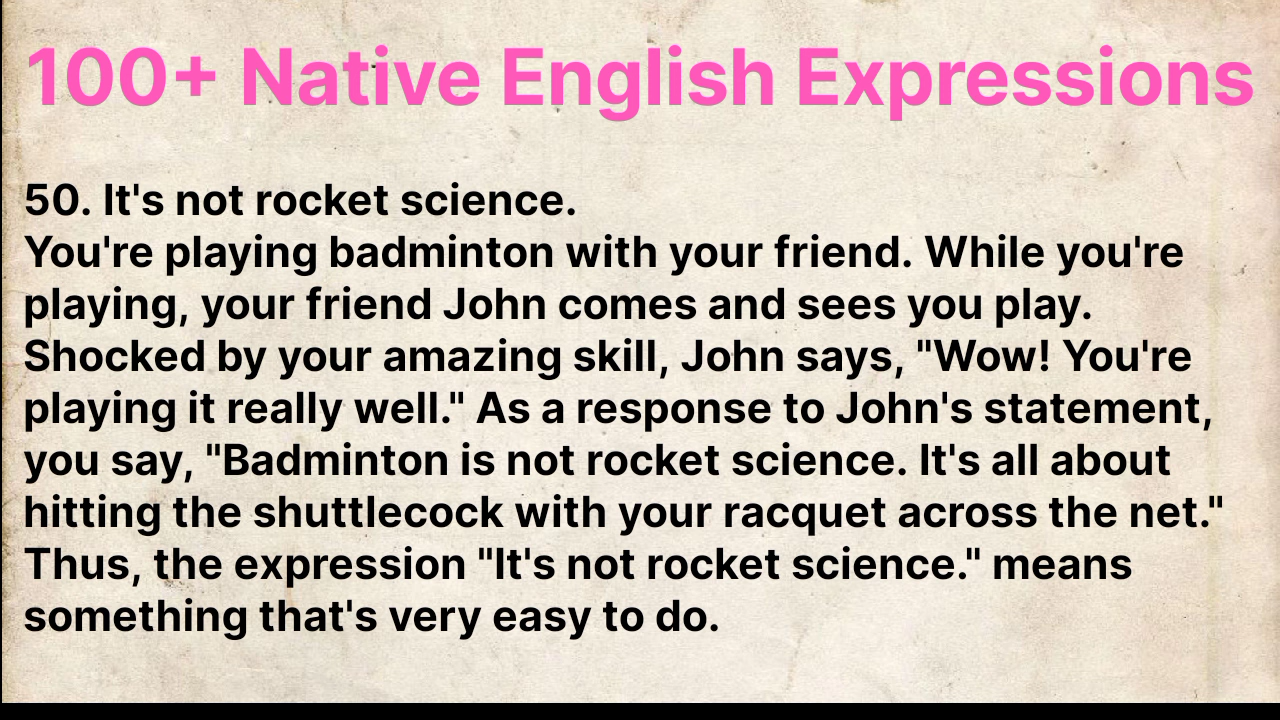 100+ Native English Expressions
50. It's not rocket science.
You're playing badminton with your friend. While you're
playing, your friend John comes and sees you play.
Shocked by your amazing skill, John says, "Wow! You're
playing it really well." As a response to John's statement,
you say, "Badminton is not rocket science. It's all about
hitting the shuttlecock with your racquet across the net."
Thus, the expression "It's not rocket science." means
something that's very easy to do.